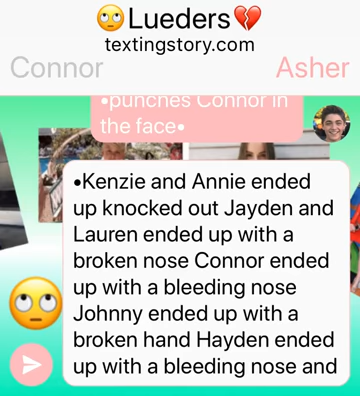 🙄Lueders💔
textingstory.com
Connor Asher
•punches Connor in
the face•
•Kenzie and Annie ended
up knocked out Jayden and
Lauren ended up with a
broken nose Connor ended
up with a bleeding nose
Johnny ended up with a
broken hand Hayden ended
up with a bleeding nose and